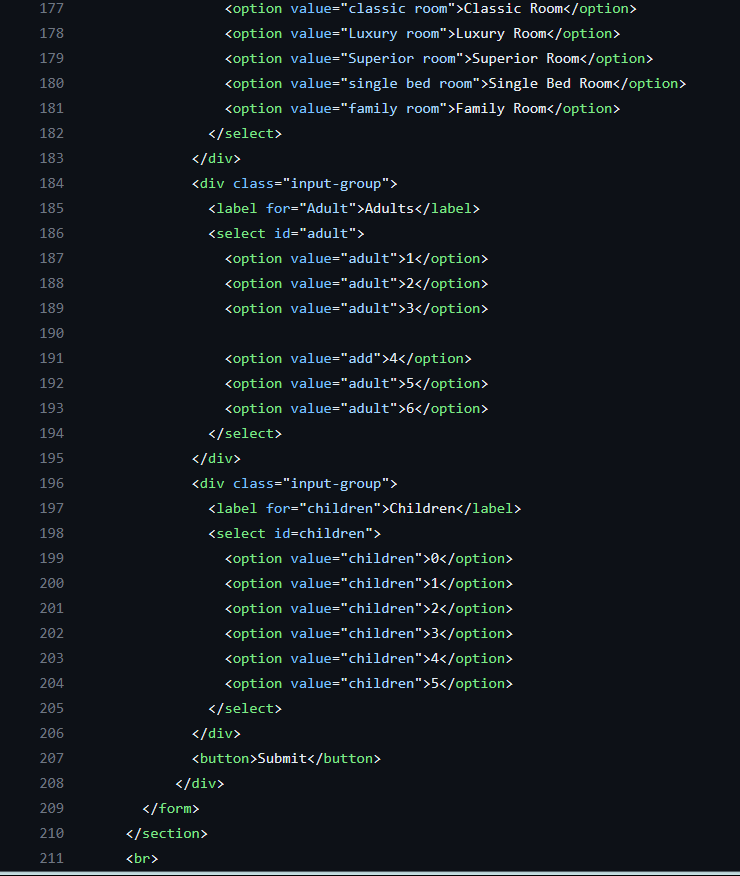 177 <option value="classic room">Classic Room</option>
178 <option value="Luxury room">Luxury Room</option>
179 <option value="Superior room">Superior Room</option>
180 <option value="single bed room">Single Bed Room</option>
181 <option value="family room">Family Room</option>
182 </select>
183 </div>
184 <div class="input-group">
185 <label for="Adult">Adults</label>
186 <select id="adult">
187 <option value="adult">1</option>
188 <option value="adult">2</option>
189 <option value="adult">3</option>
190
191 <option value="add">4</option>
192 <option value="adult">5</option>
193 <option value="adult">6</option>
194 </select>
195 </div>
196 <div class="input-group">
197 <label for="children">Children</label>
198 <select id=children">
199 <option value="children">0</option>
200 <option value="children">1</option>
201 <option value="children">2</option>
202 <option value="children">3</option>
203 <option value="children">4</option>
204 <option value="children">5</option>
205 </select>
206 </div>
207 <button>Submit</button>
208 </div>
209 </form>
210 </section>
211 <br>